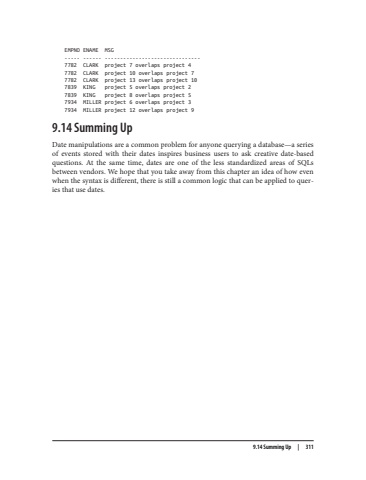 EMPNO ENAME  MSG
----- ------ --------------------------------
7782  CLARK  project 7 overlaps project 4
7782  CLARK  project 10 overlaps project 7
7782  CLARK  project 13 overlaps project 10
7839  KING   project 5 overlaps project 2
7839  KING   project 8 overlaps project 5
7934  MILLER project 6 overlaps project 3
7934  MILLER project 12 overlaps project 9
9.14 Summing Up
Date manipulations are a common problem for anyone querying a database—a series
of events stored with their dates inspires business users to ask creative date-based
questions. At the same time, dates are one of the less standardized areas of SQLs
between vendors. We hope that you take away from this chapter an idea of how even
when the syntax is different, there is still a common logic that can be applied to quer-
ies that use dates.
9.14 Summing Up | 311